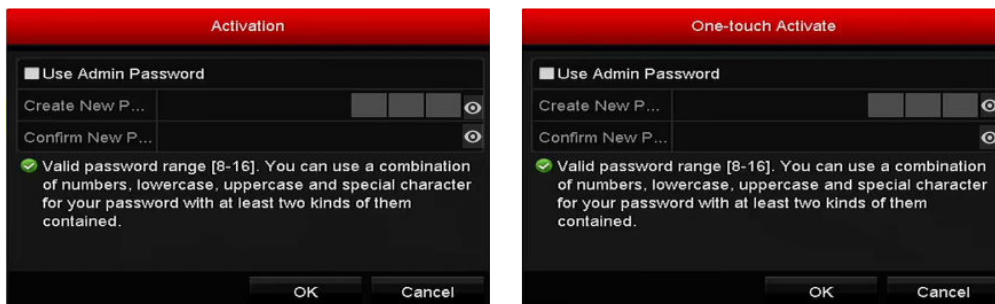 Activation
Use Admin Password
Create New P...
Confirm New P...
Valid password range [8-16]. You can use a combination
of numbers, lowercase, uppercase and special character
for your password with at least two kinds of them
contained.
OK Cancel
One-touch Activate
Use Admin Password
Create New P...
Confirm New P...
Valid password range [8-16]. You can use a combination
of numbers, lowercase, uppercase and special character
for your password with at least two kinds of them
contained.
OK Cancel